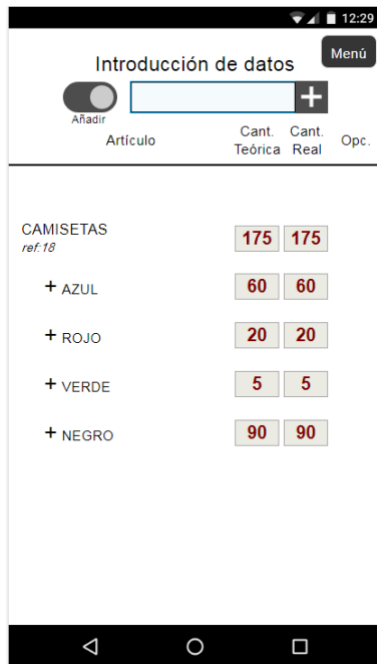 12:29
Menú
Introducción de datos
+
Añadir
Artículo Cant. Teórica Cant. Real Opc.
CAMISETAS 175 175
ref:18
+ AZUL 60 60
+ ROJO 20 20
+ VERDE 5 5
+ NEGRO 90 90